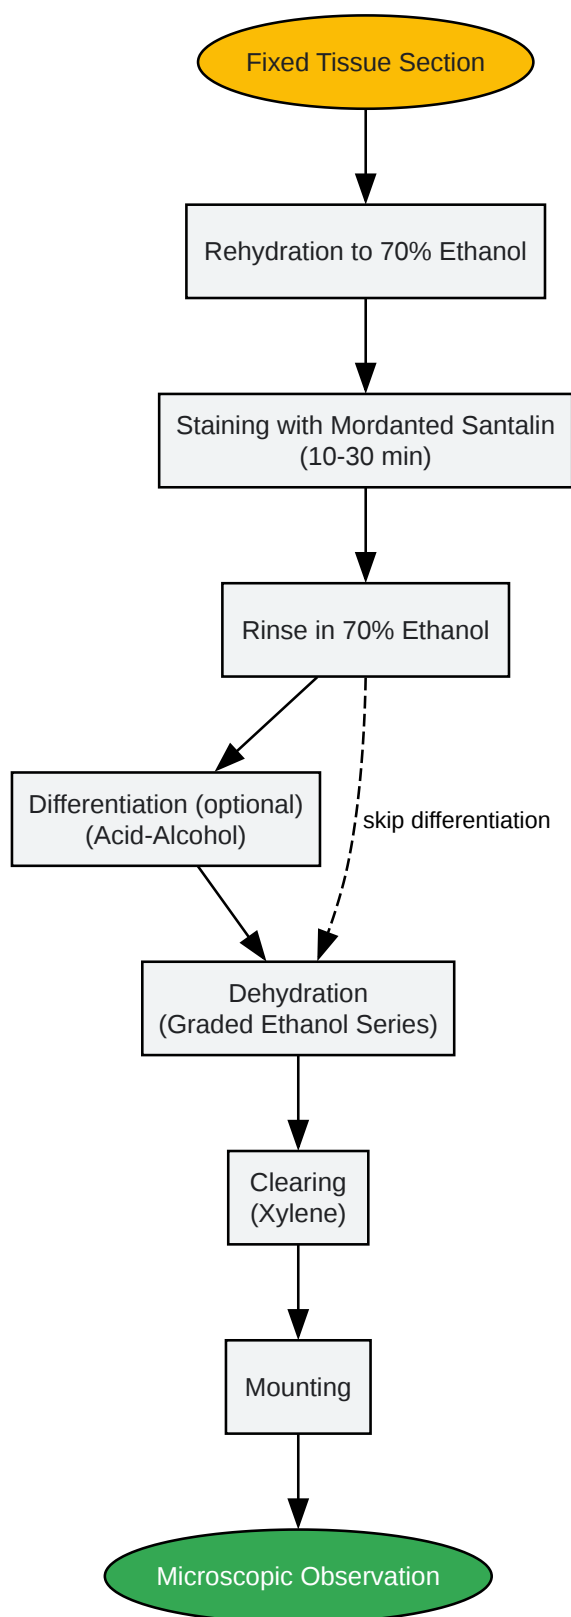 Fixed Tissue Section
Rehydration to 70% Ethanol
Staining with Mordanted Santalin
(10-30 min)
Rinse in 70% Ethanol
Differentiation (optional)
(Acid-Alcohol)
skip differentiation
Dehydration
(Graded Ethanol Series)
Clearing
(Xylene)
Mounting
Microscopic Observation